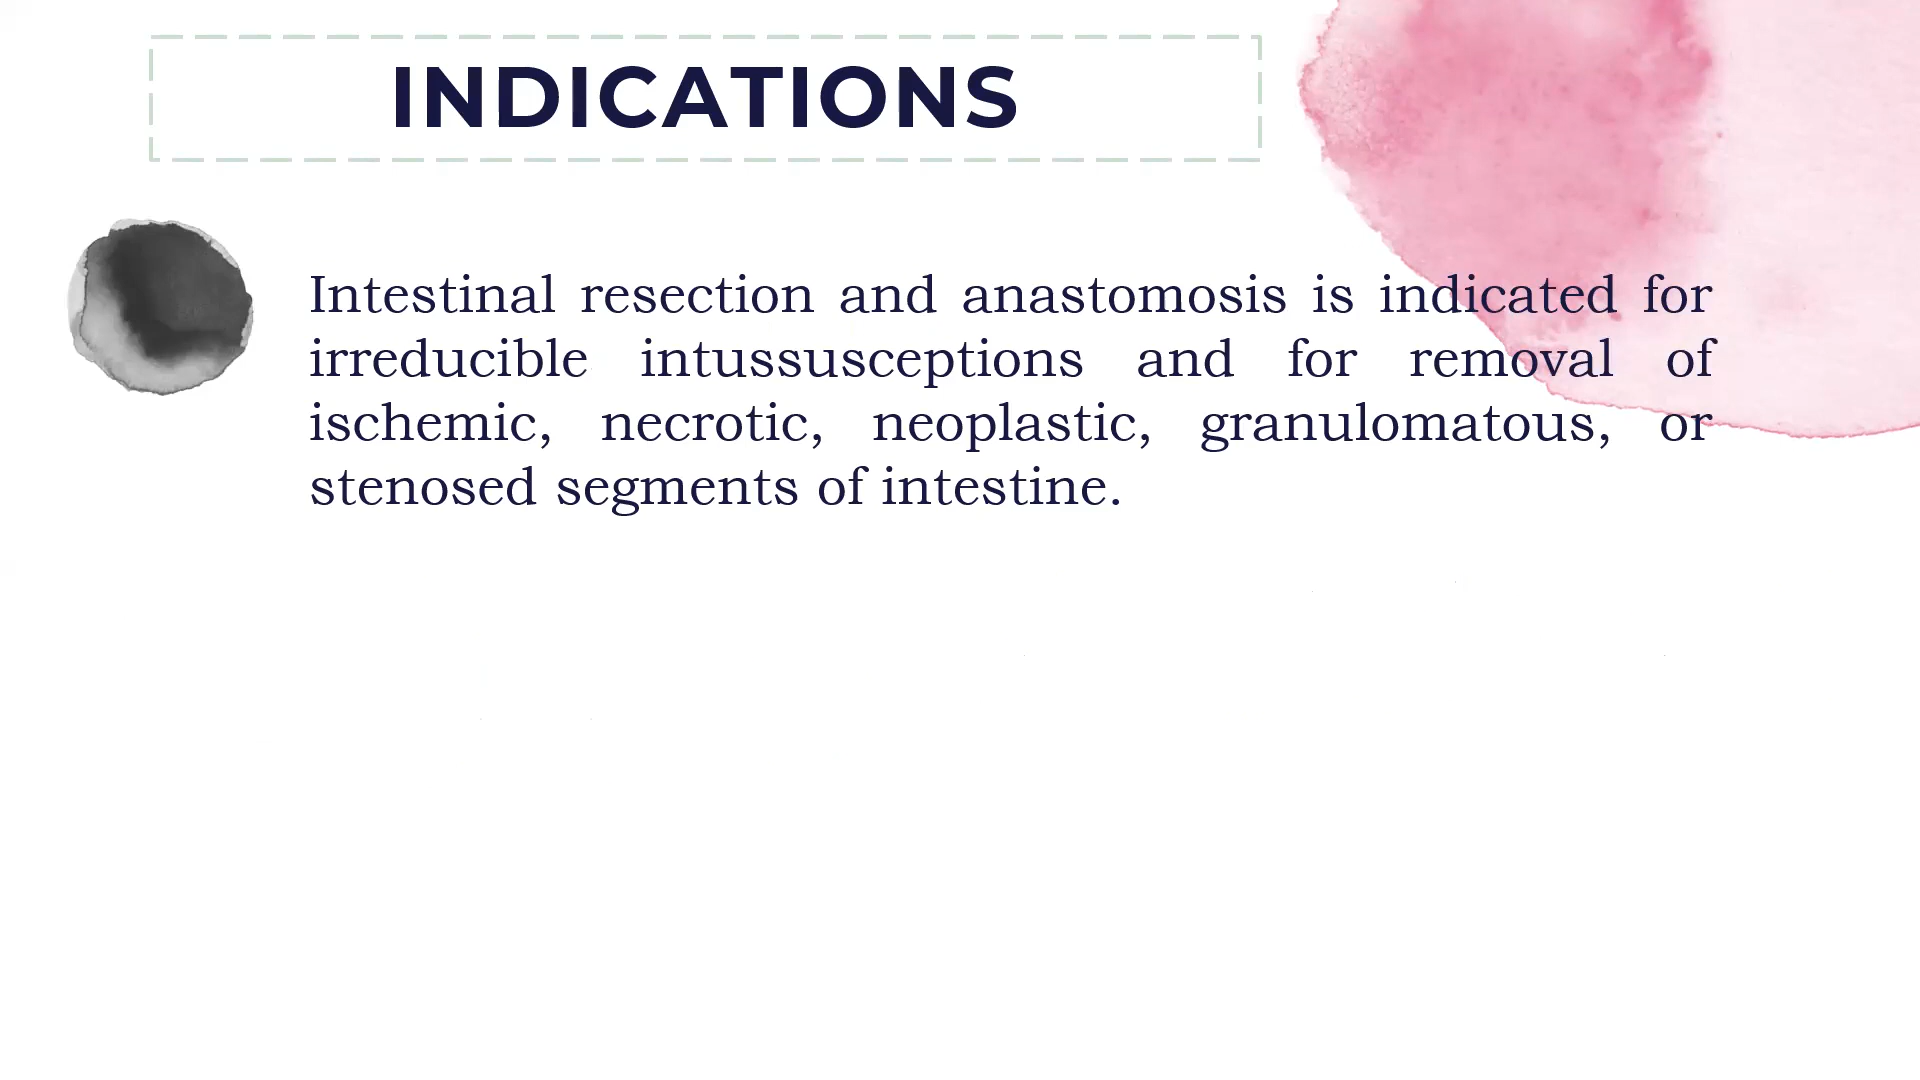 INDICATIONS
Intestinal resection and anastomosis is indicated for
irreducible intussusceptions and for removal of
ischemic, necrotic, neoplastic, granulomatous, or
stenosed segments of intestine.